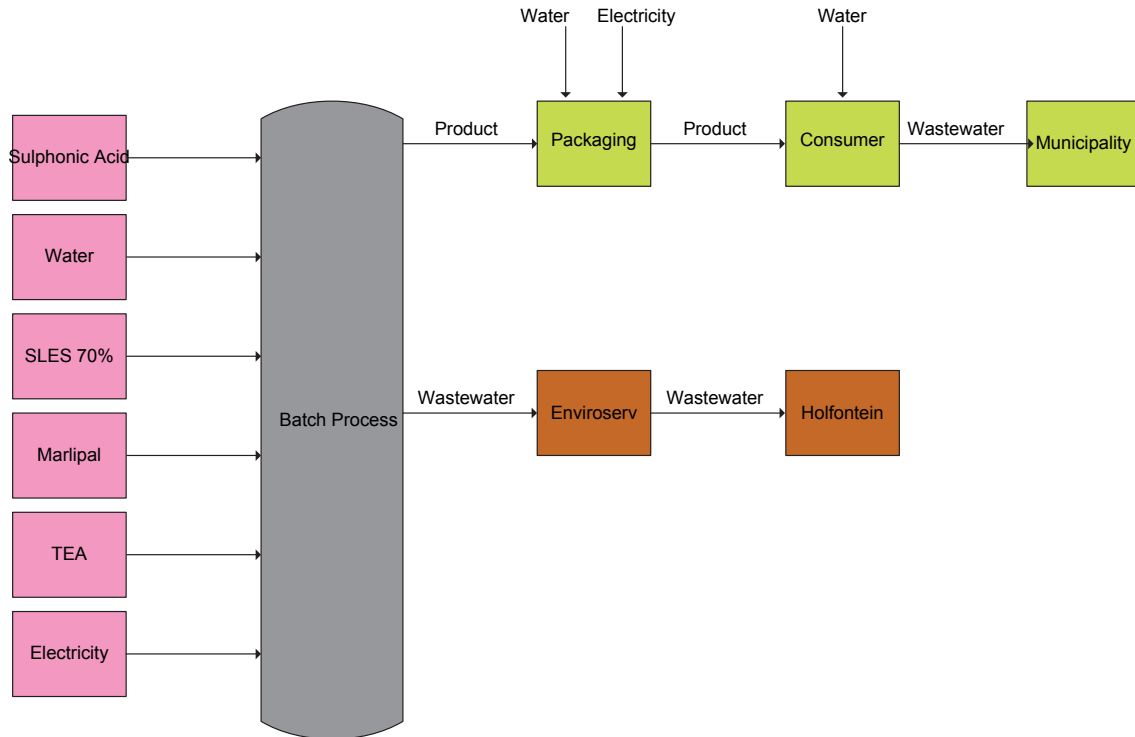 Water
Electricity
Water
Sulphonic Acid
Product
Packaging
Product
Consumer
Wastewater
Municipality
Water
SLES 70%
Batch Process
Wastewater
Enviroserv
Wastewater
Holfontein
Marlipal
TEA
Electricity